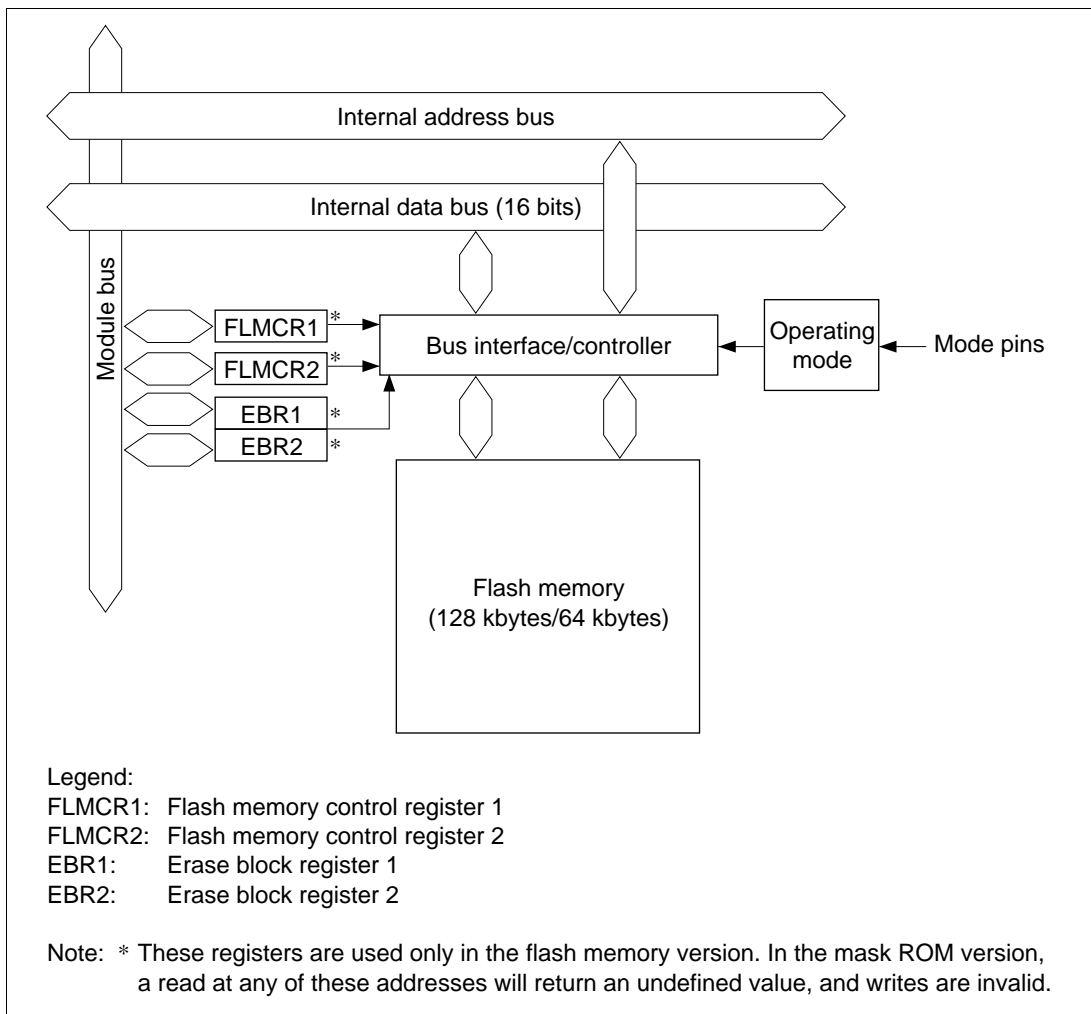 Internal address bus
Internal data bus (16 bits)
Module bus
FLMCR1 *
FLMCR2 *
EBR1 *
EBR2 *
Bus interface/controller
Operating
mode
Mode pins
Flash memory
(128 kbytes/64 kbytes)
Legend:
FLMCR1: Flash memory control register 1
FLMCR2: Flash memory control register 2
EBR1: Erase block register 1
EBR2: Erase block register 2
Note: * These registers are used only in the flash memory version. In the mask ROM version,
a read at any of these addresses will return an undefined value, and writes are invalid.